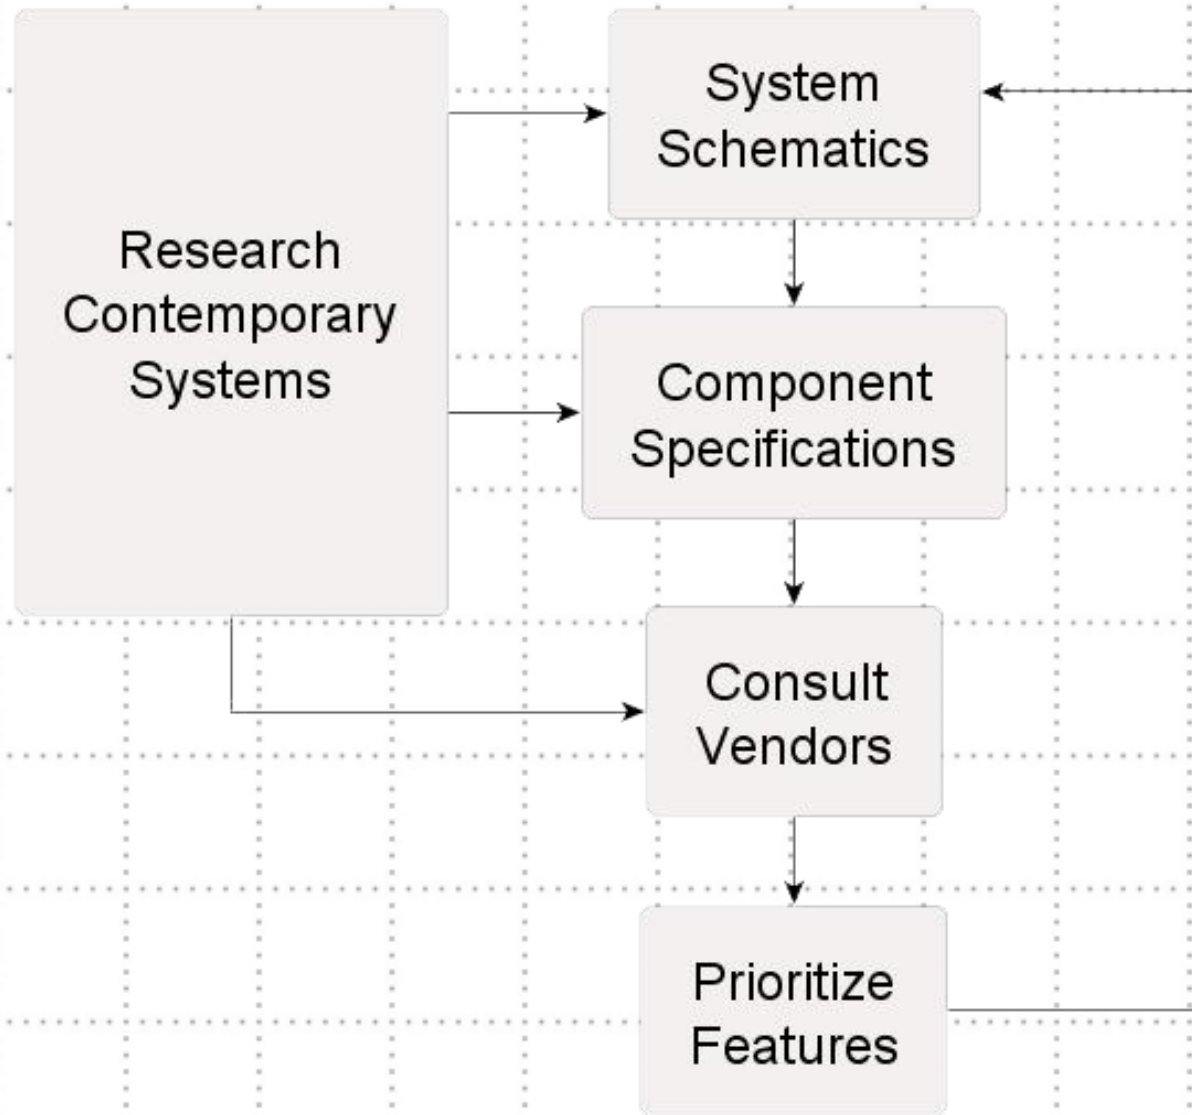 Research
Contemporary
Systems
System
Schematics
Component
Specifications
Consult
Vendors
Prioritize
Features